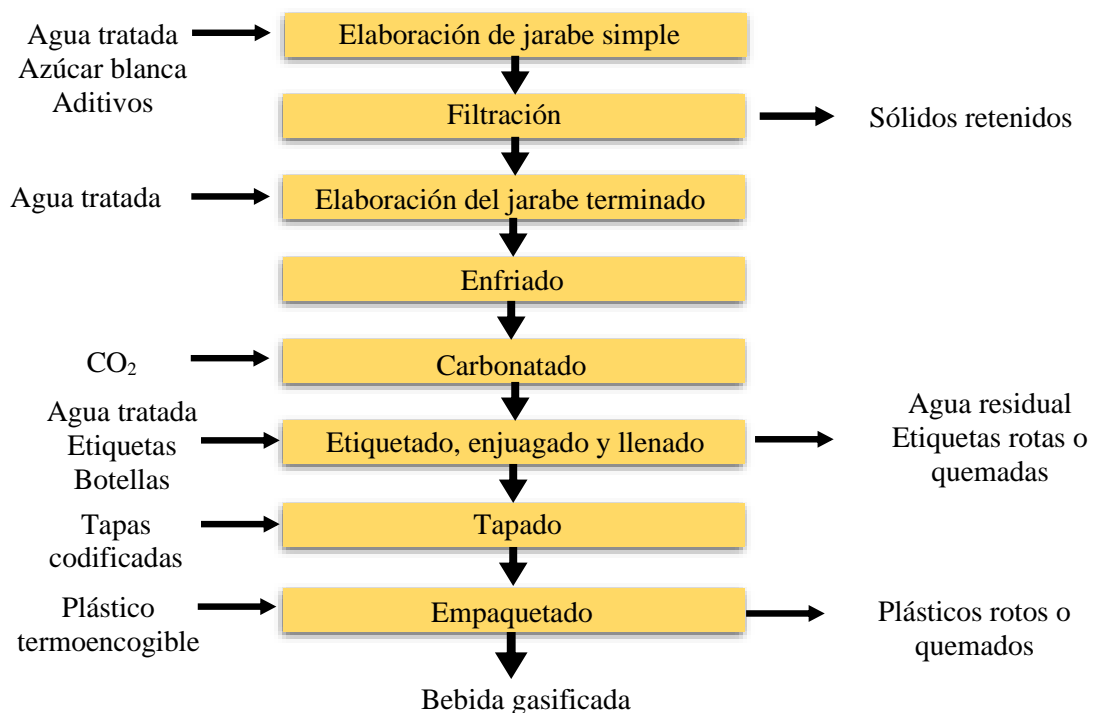 Agua tratada
Azúcar blanca
Aditivos
Elaboración de jarabe simple
Filtración
Sólidos retenidos
Agua tratada
Elaboración del jarabe terminado
Enfriado
CO₂
Carbonatado
Agua tratada
Etiquetas
Botellas
Etiquetado, enjuagado y llenado
Agua residual
Etiquetas rotas o
quemadas
Tapas
codificadas
Tapado
Plástico
termoencogible
Empaquetado
Plásticos rotos o
quemados
Bebida gasificada